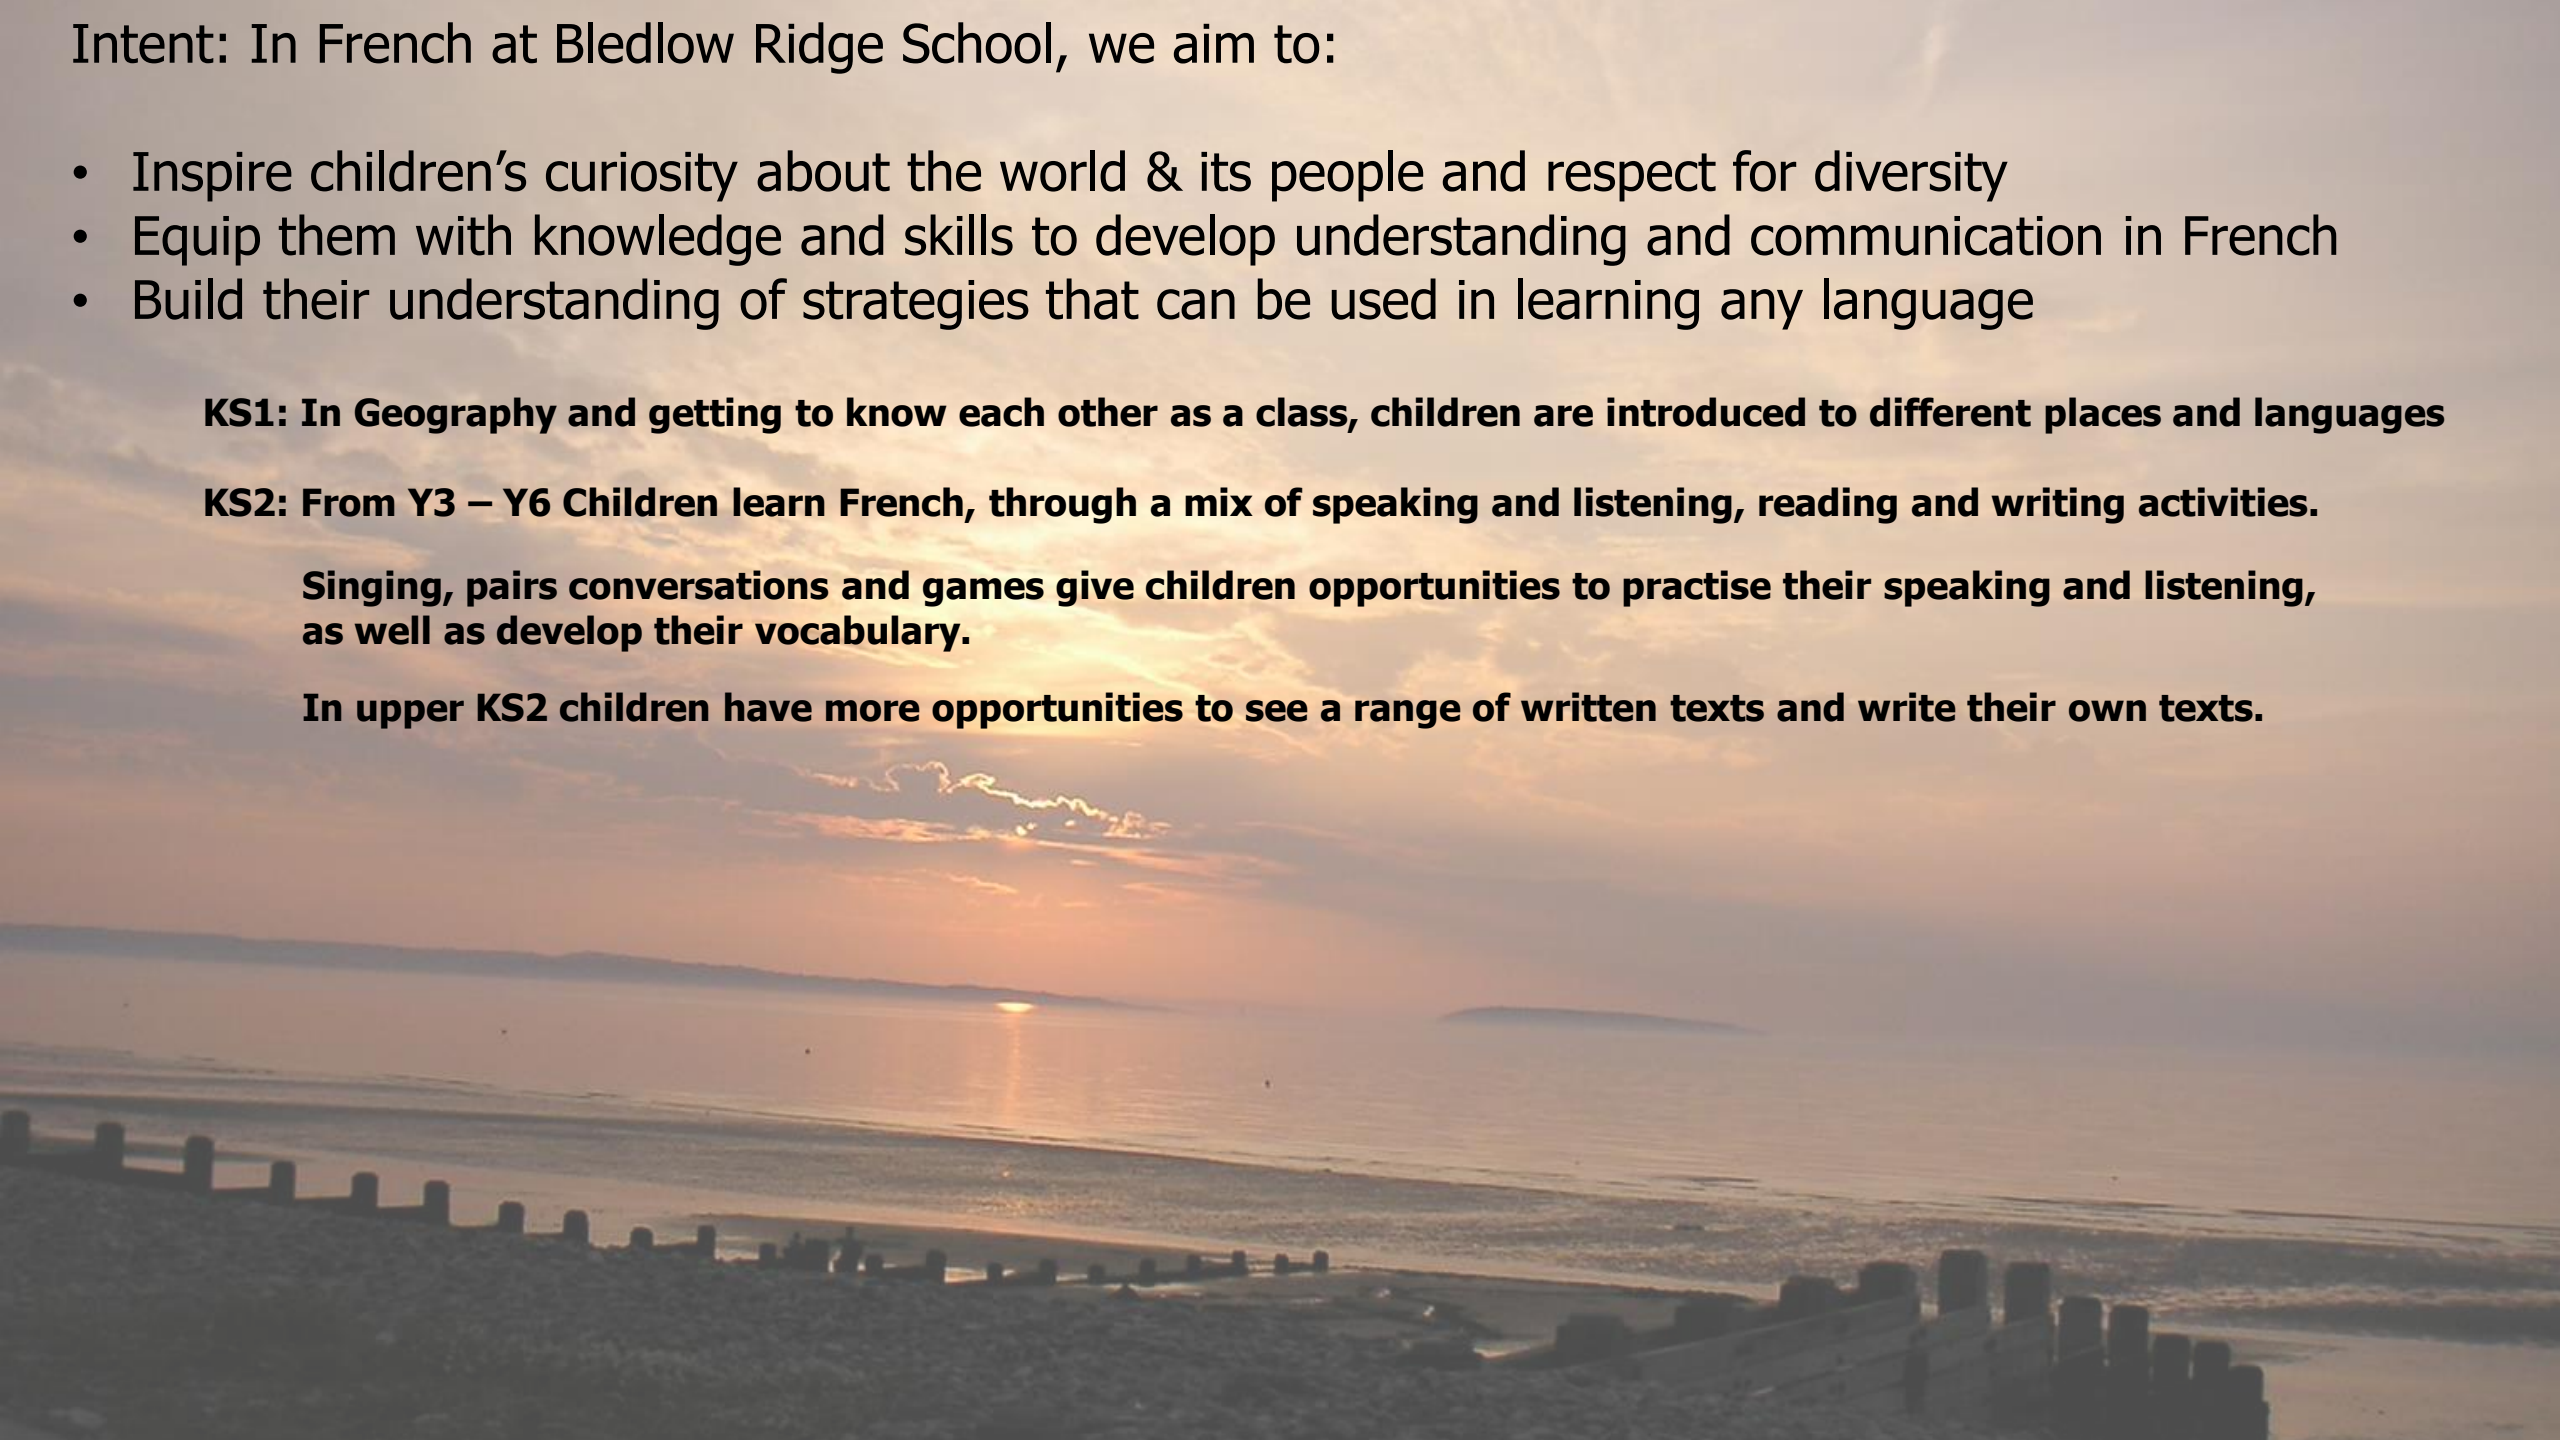 Intent: In French at Bledlow Ridge School, we aim to:
• Inspire children’s curiosity about the world & its people and respect for diversity
• Equip them with knowledge and skills to develop understanding and communication in French
• Build their understanding of strategies that can be used in learning any language
KS1: In Geography and getting to know each other as a class, children are introduced to different places and languages
KS2: From Y3 – Y6 Children learn French, through a mix of speaking and listening, reading and writing activities.
Singing, pairs conversations and games give children opportunities to practise their speaking and listening,
as well as develop their vocabulary.
In upper KS2 children have more opportunities to see a range of written texts and write their own texts.